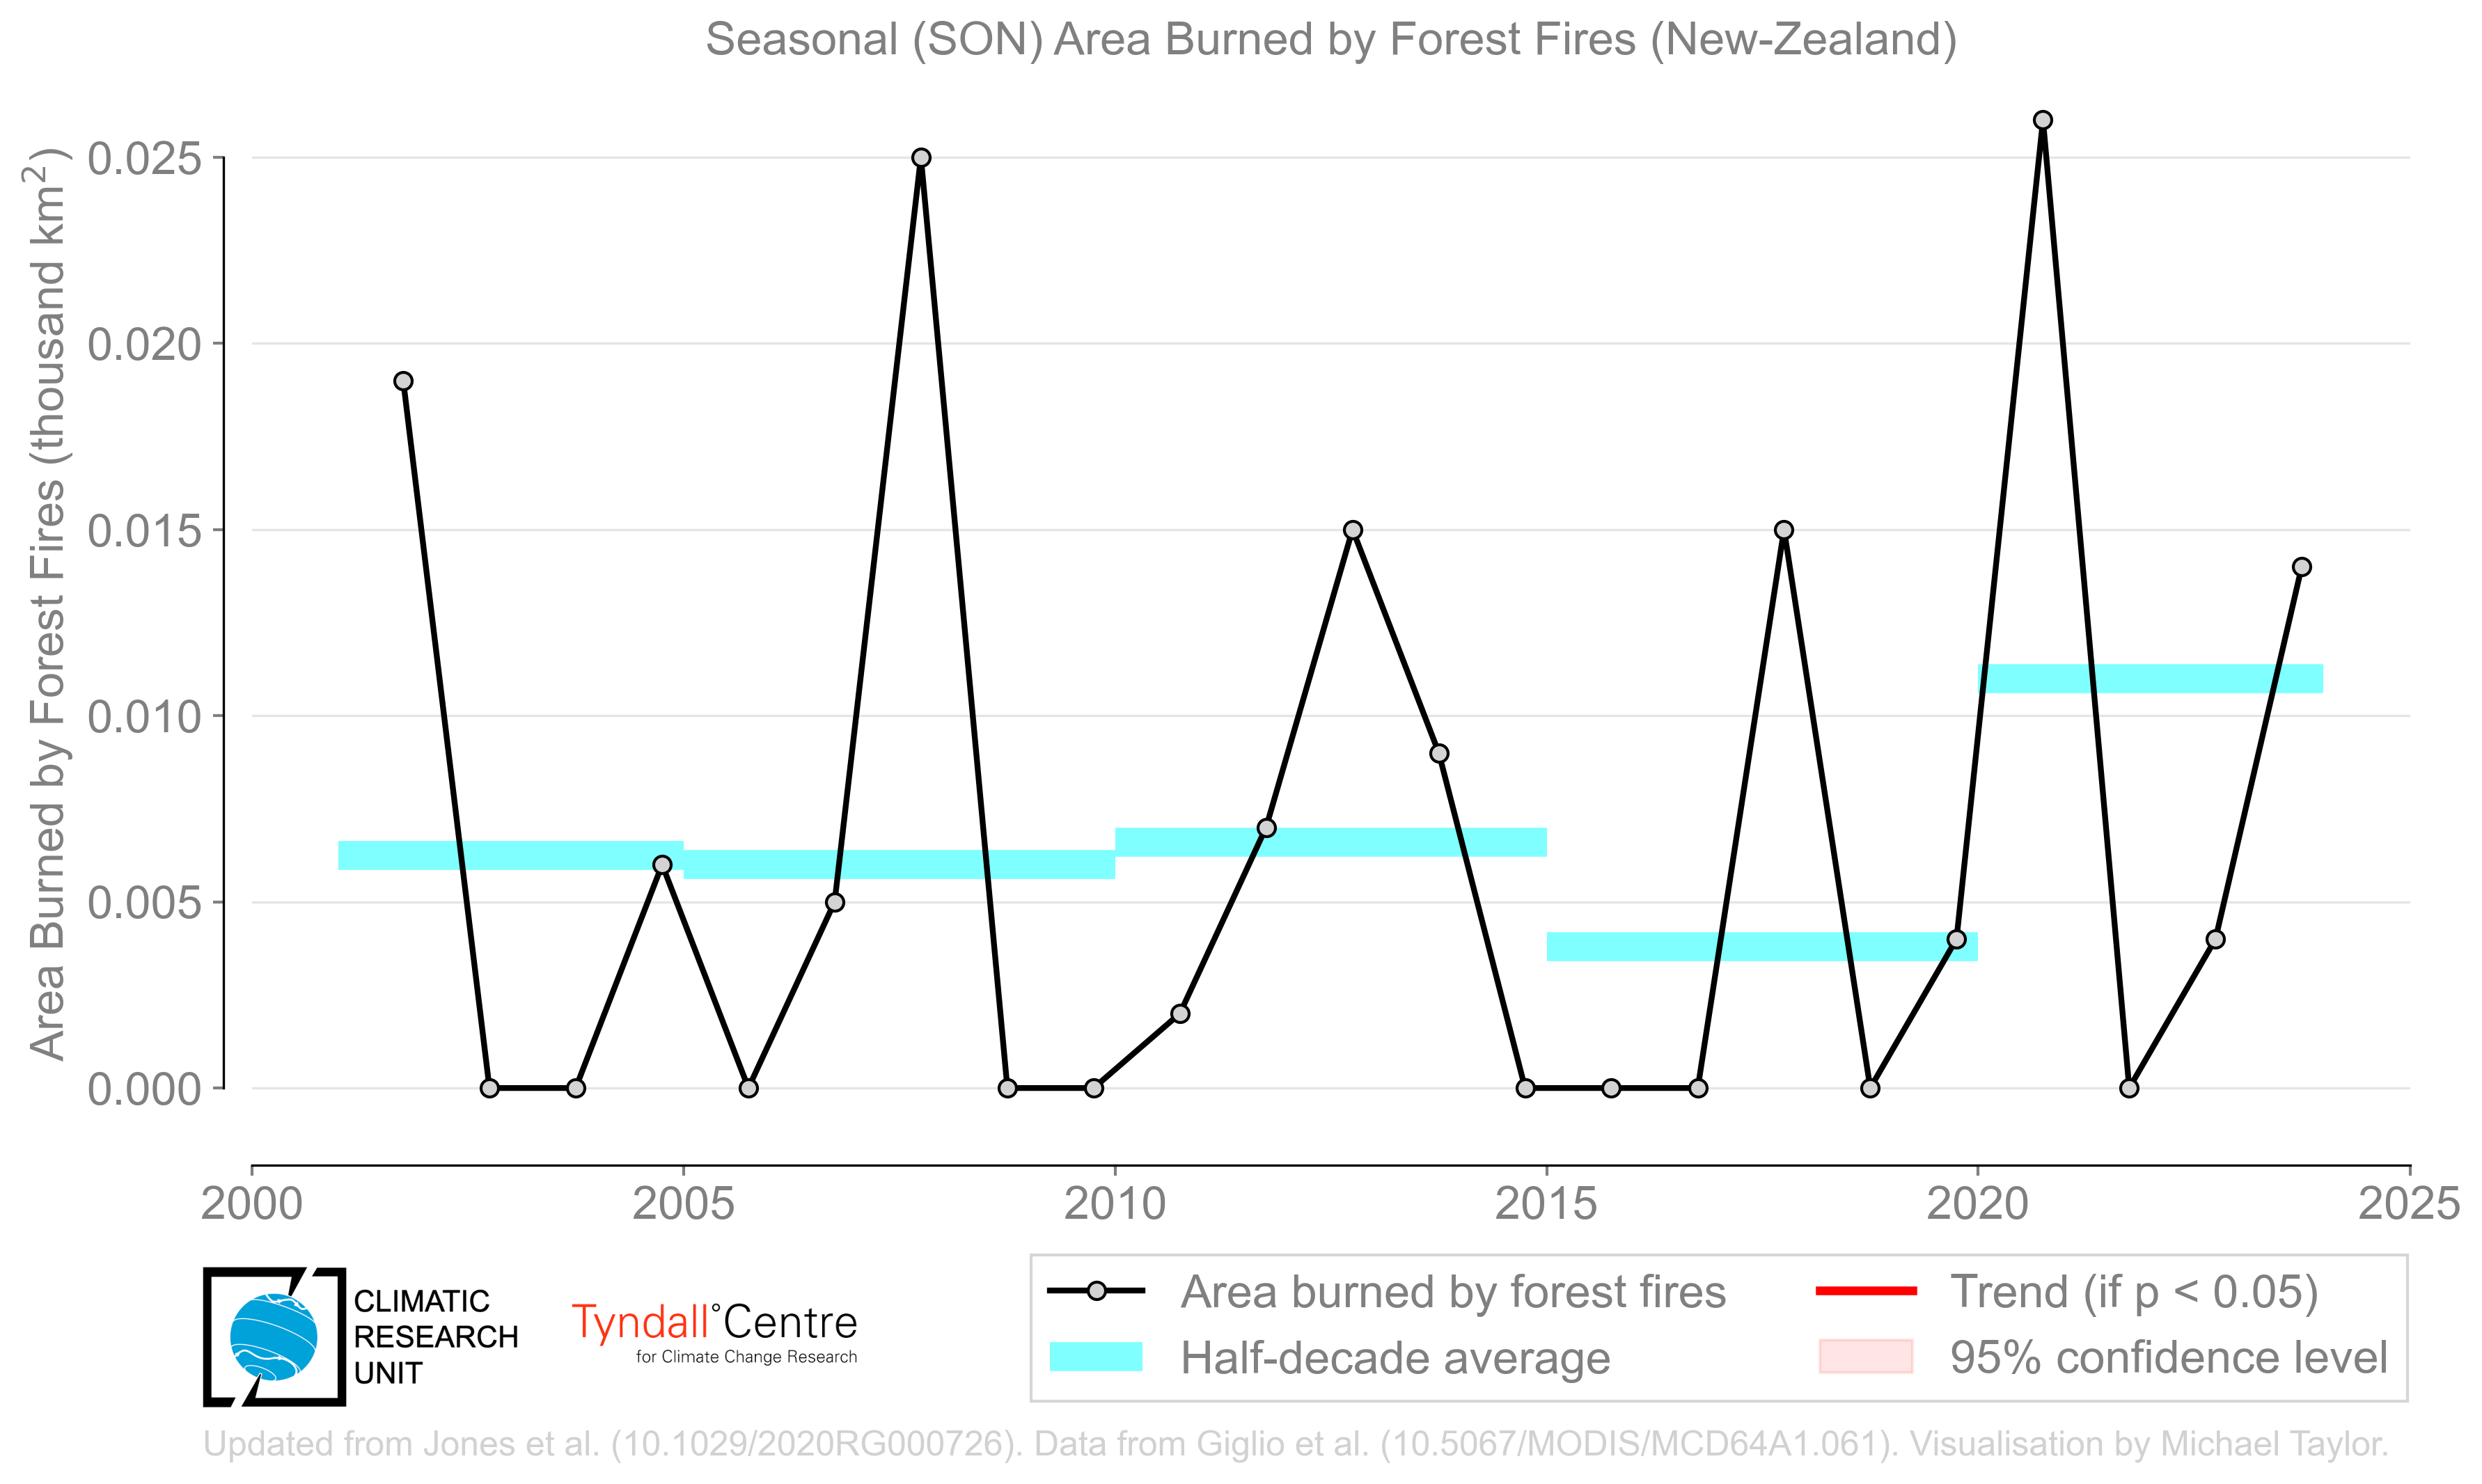 Seasonal (SON) Area Burned by Forest Fires (New-Zealand)
Area Burned by Forest Fires (thousand km²)
0.025
0.020
0.015
0.010
0.005
0.000
2000 2005 2010 2015 2020 2025
Area burned by forest fires
Half-decade average
Trend (if p < 0.05)
95% confidence level
CLIMATIC
RESEARCH
UNIT
Tyndall°Centre
for Climate Change Research
Updated from Jones et al. (10.1029/2020RG000726). Data from Giglio et al. (10.5067/MODIS/MCD64A1.061). Visualisation by Michael Taylor.